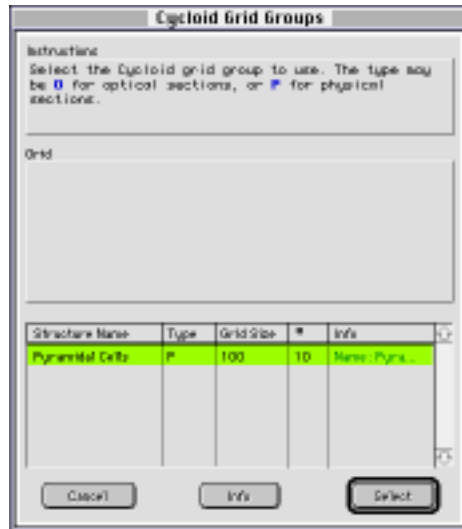 Cycloid Grid Groups
Instructions
Select the Cycloid grid group to use. The type may
be O for optical sections, or P for physical
sections.
Grid
Structure Name Type Grid Size # Info
Pyramidal Cells P 100 10 Name:Pyra...
Cancel Info Select